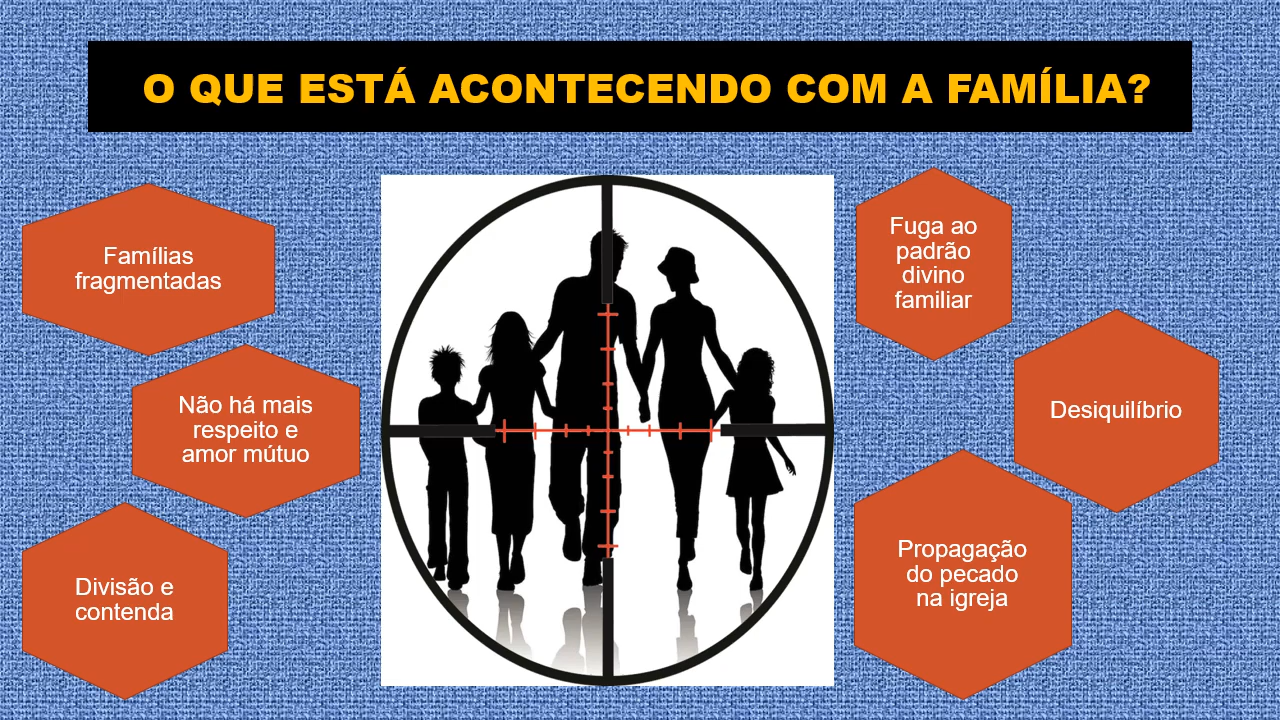 O QUE ESTÁ ACONTECENDO COM A FAMÍLIA?
Famílias
fragmentadas
Não há mais
respeito e
amor mútuo
Divisão e
contenda
Fuga ao
padrão
divino
familiar
Desiquilíbrio
Propagação
do pecado
na igreja